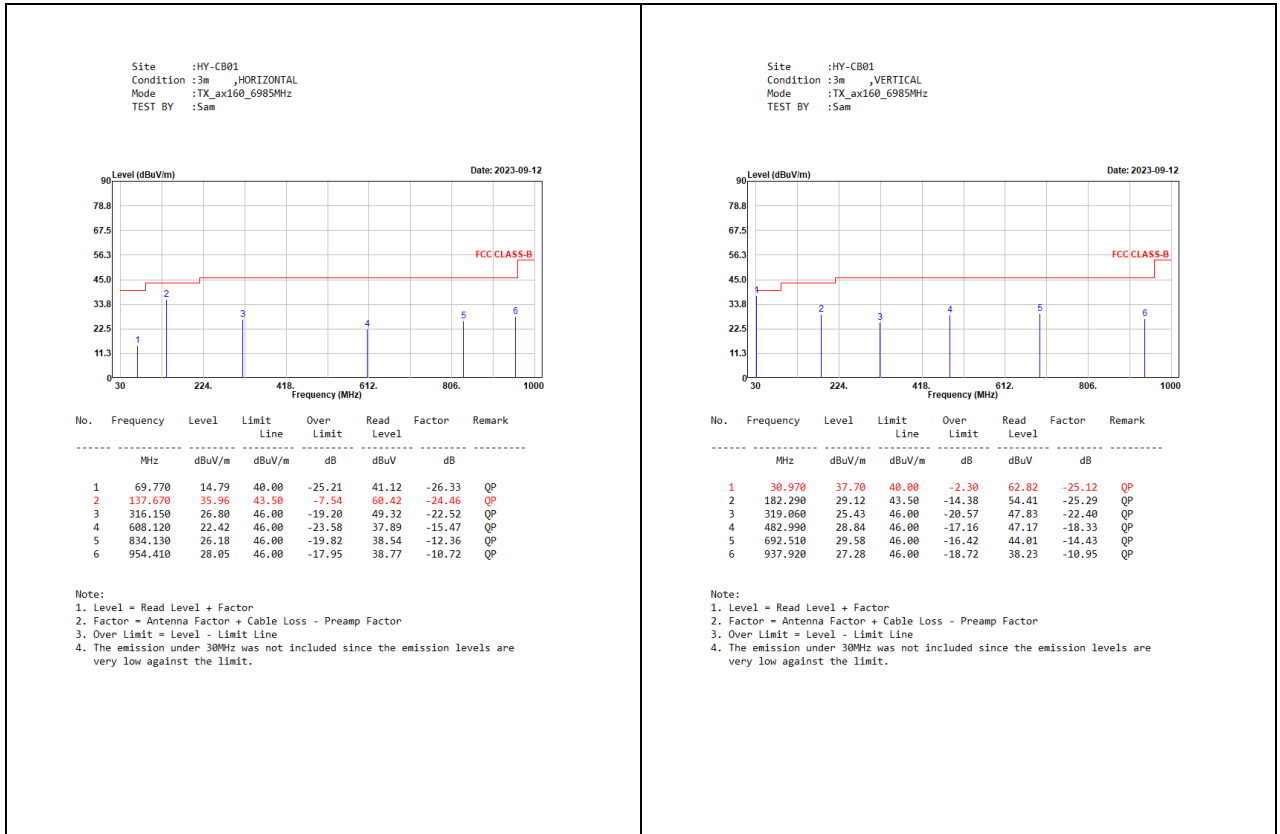 Site :HY-CB01
Condition :3m ,HORIZONTAL
Mode :TX_ax160_6985MHz
TEST BY :Sam
Level (dBuV/m) Date: 2023-09-12
90
78.8
67.5
56.3 FCC CLASS-B
45.0
33.8
22.5
11.3
0
1 2 3 4 5 6
30 224. 418. 612. 806. 1000
Frequency (MHz)
No. Frequency Level Limit Over Read Factor Remark
Line Limit Level
------ ----------- -------- -------- --------- -------- ---------- ---------
MHz dBuV/m dBuV/m dB dBuV dB
1 69.770 14.79 40.00 -25.21 41.12 -26.33 QP
2 137.670 35.96 43.50 -7.54 60.42 -24.46 QP
3 316.150 26.80 46.00 -19.20 49.32 -22.52 QP
4 608.120 22.42 46.00 -23.58 37.89 -15.47 QP
5 834.130 26.18 46.00 -19.82 38.54 -12.36 QP
6 954.410 28.05 46.00 -17.95 38.77 -10.72 QP
Note:
1. Level = Read Level + Factor
2. Factor = Antenna Factor + Cable Loss - Preamp Factor
3. Over Limit = Level - Limit Line
4. The emission under 30MHz was not included since the emission levels are
very low against the limit.
Site :HY-CB01
Condition :3m ,VERTICAL
Mode :TX_ax160_6985MHz
TEST BY :Sam
Level (dBuV/m) Date: 2023-09-12
90
78.8
67.5
56.3 FCC CLASS-B
45.0
33.8
22.5
11.3
0
1 2 3 4 5 6
30 224. 418. 612. 806. 1000
Frequency (MHz)
No. Frequency Level Limit Over Read Factor Remark
Line Limit Level
------ ----------- -------- -------- --------- -------- ---------- ---------
MHz dBuV/m dBuV/m dB dBuV dB
1 30.970 37.70 40.00 -2.30 62.82 -25.12 QP
2 182.290 29.12 43.50 -14.38 54.41 -25.29 QP
3 319.060 25.43 46.00 -20.57 47.83 -22.40 QP
4 482.990 28.84 46.00 -17.16 47.17 -18.33 QP
5 692.510 29.58 46.00 -16.42 44.01 -14.43 QP
6 937.920 27.28 46.00 -18.72 38.23 -10.95 QP
Note:
1. Level = Read Level + Factor
2. Factor = Antenna Factor + Cable Loss - Preamp Factor
3. Over Limit = Level - Limit Line
4. The emission under 30MHz was not included since the emission levels are
very low against the limit.